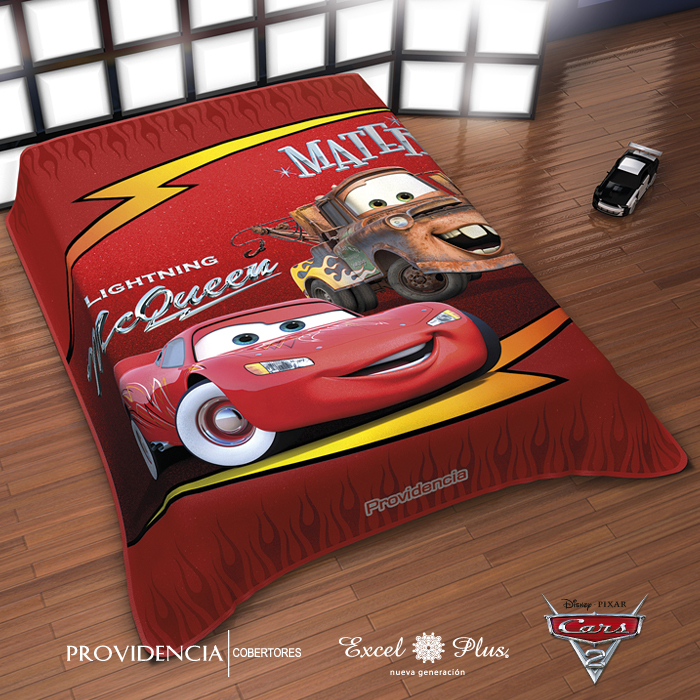 MATER
LIGHTNING
McQueen
Providencia
PROVIDENCIA
COBERTORES
Excel Plus.
nueva generación
DISNEY PIXAR
Cars
2